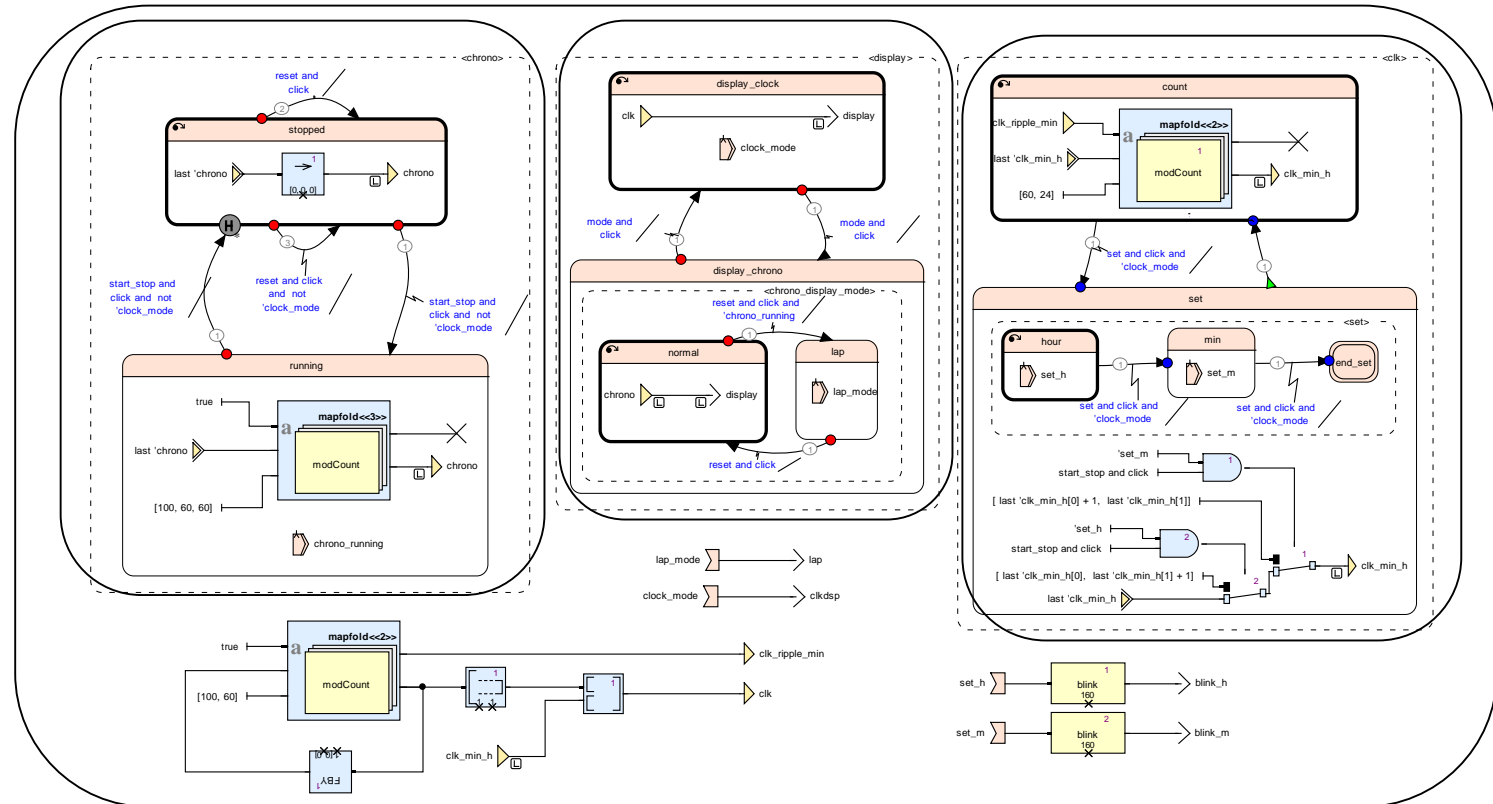 <chrono>
reset and
click
2
stopped
last 'chrono
1
[0,0, 0]
L
chrono
H
*
3
1
start_stop and
click and not
'clock_mode
reset and click
and not
'clock_mode
start_stop and
click and not
'clock_mode
1
running
true
mapfold<<3>>
a
last 'chrono
modCount
L
chrono
[100, 60, 60]
chrono_running
<display>
display_clock
clk
L
display
clock_mode
mode and
click
1
1
mode and
click
display_chrono
<chrono_display_mode>
reset and click and
'chrono_running
1
normal
lap
chrono
L
L
display
lap_mode
1
reset and click
lap_mode
lap
clock_mode
clkdsp
<clk>
count
clk_ripple_min
mapfold<<2>>
a
last 'clk_min_h
1
modCount
L
clk_min_h
[60, 24]
1
set and click and
'clock_mode
1
set
<set>
hour
min
set_h
1
set_m
1
end_set
set and click and
'clock_mode
set and click and
'clock_mode
'set_m
1
start_stop and click
[ last 'clk_min_h[0] + 1, last 'clk_min_h[1]]
'set_h
2
start_stop and click
1
[ last 'clk_min_h[0], last 'clk_min_h[1] + 1]
2
L
clk_min_h
last 'clk_min_h
true
mapfold<<2>>
a
clk_ripple_min
modCount
[100, 60]
1
1
1
1
clk
FBY
1
clk_min_h
L
set_h
1
blink
160
blink_h
set_m
2
blink
160
blink_m